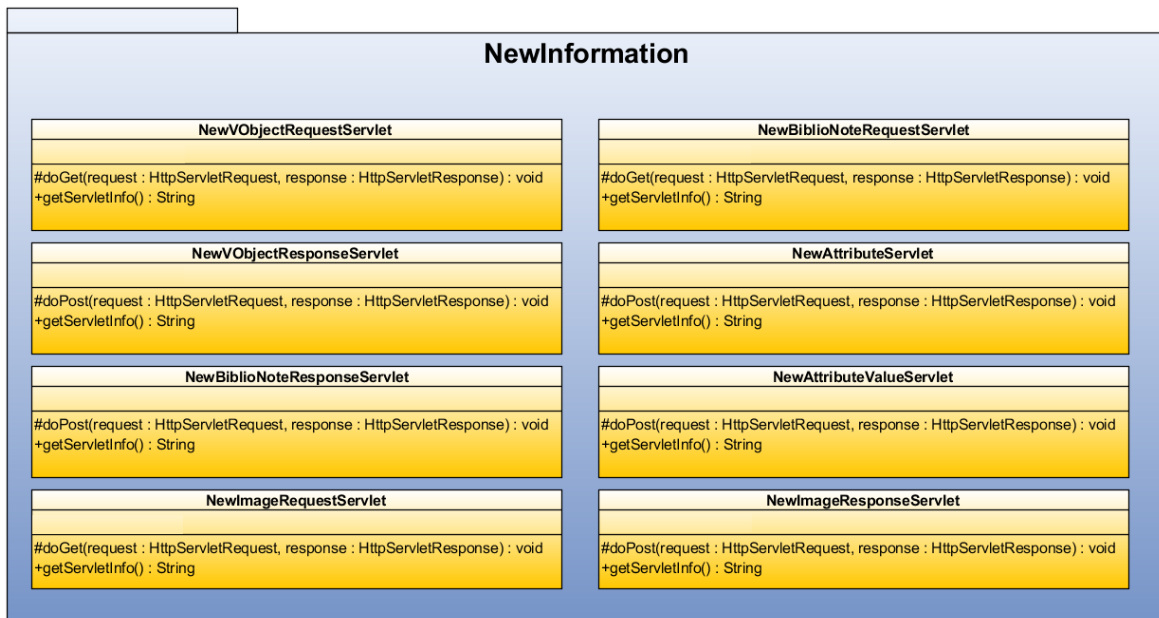 NewInformation
NewVObjectRequestServlet
#doGet(request : HttpServletRequest, response : HttpServletResponse) : void
+getServletInfo() : String
NewBiblioNoteRequestServlet
#doGet(request : HttpServletRequest, response : HttpServletResponse) : void
+getServletInfo() : String
NewVObjectResponseServlet
#doPost(request : HttpServletRequest, response : HttpServletResponse) : void
+getServletInfo() : String
NewAttributeServlet
#doPost(request : HttpServletRequest, response : HttpServletResponse) : void
+getServletInfo() : String
NewBiblioNoteResponseServlet
#doPost(request : HttpServletRequest, response : HttpServletResponse) : void
+getServletInfo() : String
NewAttributeValueServlet
#doPost(request : HttpServletRequest, response : HttpServletResponse) : void
+getServletInfo() : String
NewImageRequestServlet
#doGet(request : HttpServletRequest, response : HttpServletResponse) : void
+getServletInfo() : String
NewImageResponseServlet
#doPost(request : HttpServletRequest, response : HttpServletResponse) : void
+getServletInfo() : String